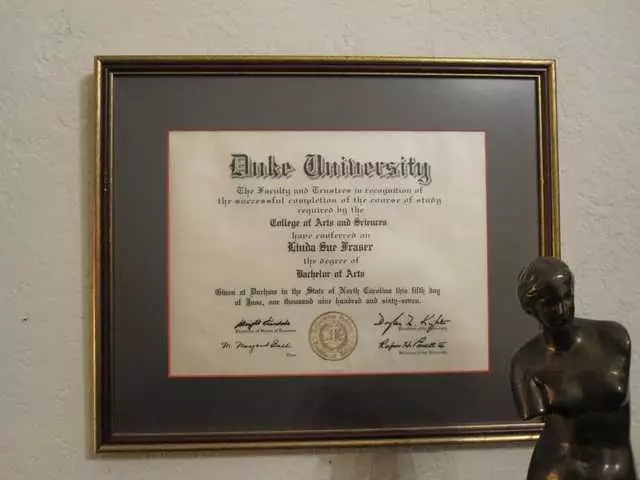 Duke University
The Faculty and Trustees in recognition of
the successful completion of the course of study
required by the
College of Arts and Sciences
have conferred on
Linda Sue Fraser
the degree of
Bachelor of Arts
Given at Durham in the State of North Carolina this fifth day
of June, one thousand nine hundred and sixty-seven.